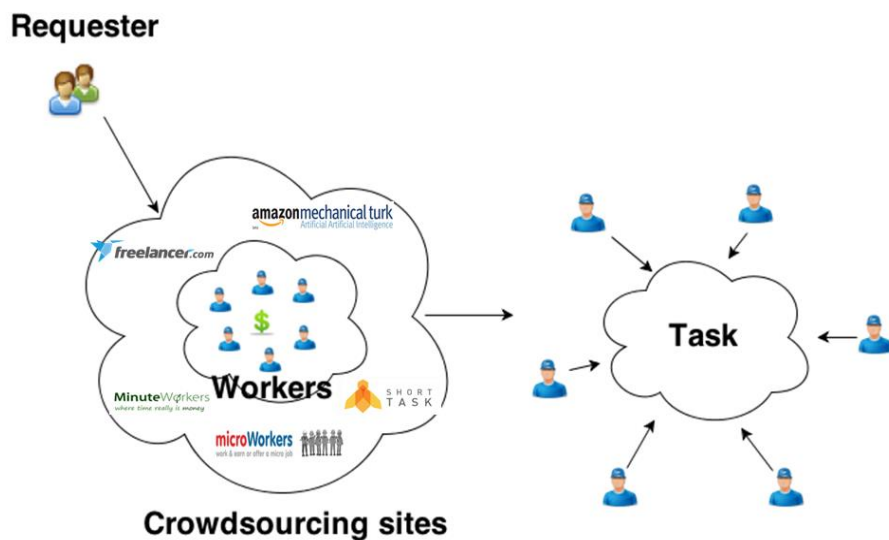 Requester
amazonmechanical turk
Artificial Artificial Intelligence
freelancer.com
$
Workers
MinuteWorkers
where time really is money
SHORT
TASK
microWorkers
work & earn or offer a micro job
Crowdsourcing sites
Task